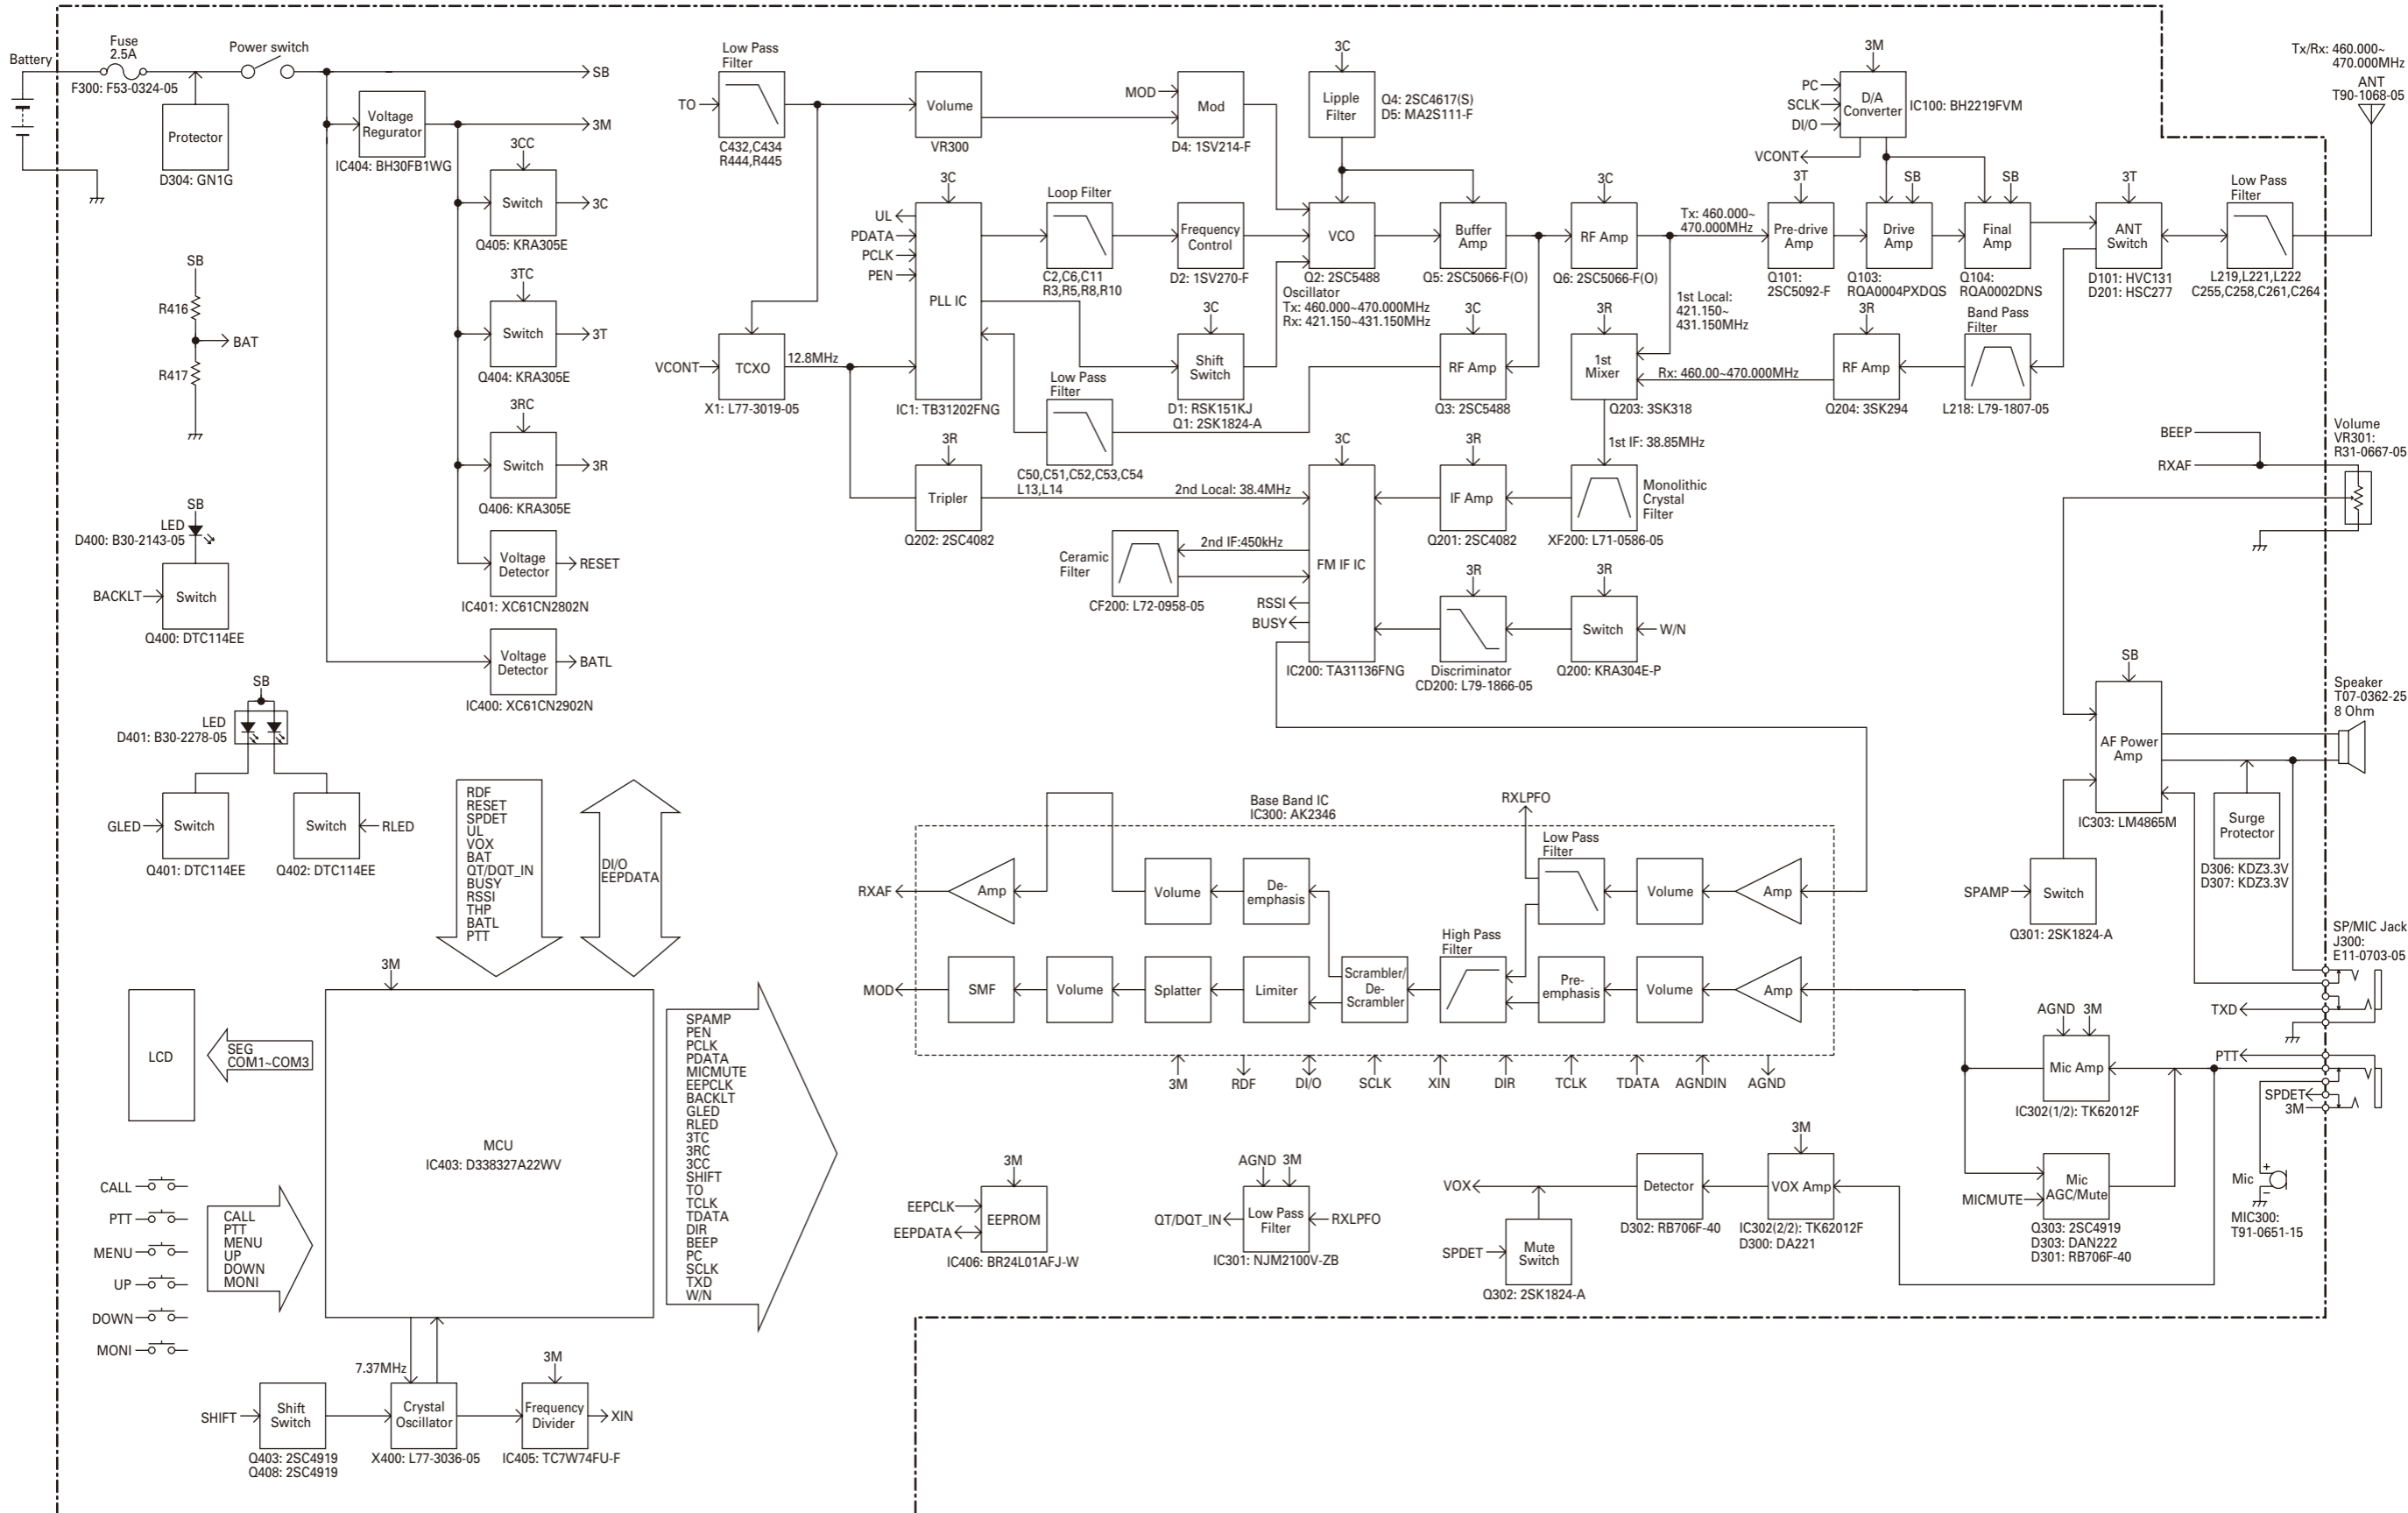 Battery
Fuse
2.5A
F300: F53-0324-05
Power switch
SB
Protector
D304: GN1G
Voltage
Regurator
IC404: BH30FB1WG
3M
3CC
Switch
3C
Q405: KRA305E
3TC
Switch
3T
Q404: KRA305E
3RC
Switch
3R
Q406: KRA305E
Voltage
Detector
RESET
IC401: XC61CN2802N
Voltage
Detector
BATL
IC400: XC61CN2902N
SB
R416
BAT
R417
SB
LED
D400: B30-2143-05
BACKLT
Switch
Q400: DTC114EE
SB
LED
D401: B30-2278-05
GLED
Switch
Q401: DTC114EE
Switch
RLED
Q402: DTC114EE
Low Pass
Filter
TO
C432,C434
R444,R445
Volume
VR300
MOD
Mod
D4: 1SV214-F
3C
Lipple
Filter
Q4: 2SC4617(S)
D5: MA2S111-F
3C
UL
PDATA
PCLK
PEN
PLL IC
IC1: TB31202FNG
Loop Filter
C2,C6,C11
R3,R5,R8,R10
Frequency
Control
D2: 1SV270-F
VCO
Q2: 2SC5488
Oscillator
Tx: 460.000~470.000MHz
Rx: 421.150~431.150MHz
Buffer
Amp
Q5: 2SC5066-F(O)
3C
RF Amp
Q6: 2SC5066-F(O)
Tx: 460.000~
470.000MHz
3M
PC
SCLK
DI/O
D/A
Converter
IC100: BH2219FVM
VCONT
3T
Pre-drive
Amp
Q101:
2SC5092-F
SB
Drive
Amp
Q103:
RQA0004PXDQS
SB
Final
Amp
Q104:
RQA0002DNS
3T
ANT
Switch
D101: HVC131
D201: HSC277
Low Pass
Filter
L219,L221,L222
C255,C258,C261,C264
Tx/Rx: 460.000~
470.000MHz
ANT
T90-1068-05
VCONT
TCXO
12.8MHz
X1: L77-3019-05
3C
Shift
Switch
D1: RSK151KJ
Q1: 2SK1824-A
Low Pass
Filter
C50,C51,C52,C53,C54
L13,L14
3C
RF Amp
Q3: 2SC5488
1st Local:
421.150~
431.150MHz
3R
1st
Mixer
Q203: 3SK318
Rx: 460.00~470.000MHz
3R
RF Amp
Q204: 3SK294
Band Pass
Filter
L218: L79-1807-05
3R
Tripler
Q202: 2SC4082
2nd Local: 38.4MHz
3C
FM IF IC
IC200: TA31136FNG
3R
IF Amp
Q201: 2SC4082
1st IF: 38.85MHz
Monolithic
Crystal
Filter
XF200: L71-0586-05
Ceramic
Filter
CF200: L72-0958-05
2nd IF:450kHz
RSSI
BUSY
3R
Discriminator
CD200: L79-1866-05
3R
Switch
W/N
Q200: KRA304E-P
BEEP
RXAF
Volume
VR301:
R31-0667-05
SB
AF Power
Amp
IC303: LM4865M
Speaker
T07-0362-25
8 Ohm
Surge
Protector
D306: KDZ3.3V
D307: KDZ3.3V
SPAMP
Switch
Q301: 2SK1824-A
SP/MIC Jack
J300:
E11-0703-05
TXD
PTT
SPDET
3M
Mic
+
−
MIC300:
T91-0651-15
AGND 3M
Mic Amp
IC302(1/2): TK62012F
MICMUTE
Mic
AGC/Mute
Q303: 2SC4919
D303: DAN222
D301: RB706F-40
Base Band IC
IC300: AK2346
RXLPFO
RXAF
Amp
Volume
De-
emphasis
Low Pass
Filter
Volume
Amp
MOD
SMF
Volume
Splatter
Limiter
Scrambler/
De-
Scrambler
High Pass
Filter
Pre-
emphasis
Volume
Amp
3M
RDF
DI/O
SCLK
XIN
DIR
TCLK
TDATA
AGNDIN
AGND
3M
EEPCLK
EEPDATA
EEPROM
IC406: BR24L01AFJ-W
AGND 3M
QT/DQT_IN
Low Pass
Filter
RXLPFO
IC301: NJM2100V-ZB
VOX
SPDET
Mute
Switch
Q302: 2SK1824-A
Detector
D302: RB706F-40
3M
VOX Amp
IC302(2/2): TK62012F
D300: DA221
RDF
RESET
SPDET
UL
VOX
BAT
QT/DQT_IN
BUSY
RSSI
THP
BATL
PTT
DI/O
EEPDATA
3M
LCD
SEG
COM1~COM3
MCU
IC403: D338327A22WV
SPAMP
PEN
PCLK
PDATA
MICMUTE
EEPCLK
BACKLT
GLED
RLED
3TC
3RC
3CC
SHIFT
TO
TCLK
TDATA
DIR
BEEP
PC
SCLK
TXD
W/N
CALL
PTT
MENU
UP
DOWN
MONI
CALL
PTT
MENU
UP
DOWN
MONI
7.37MHz
SHIFT
Shift
Switch
Q403: 2SC4919
Q408: 2SC4919
Crystal
Oscillator
X400: L77-3036-05
3M
Frequency
Divider
XIN
IC405: TC7W74FU-F